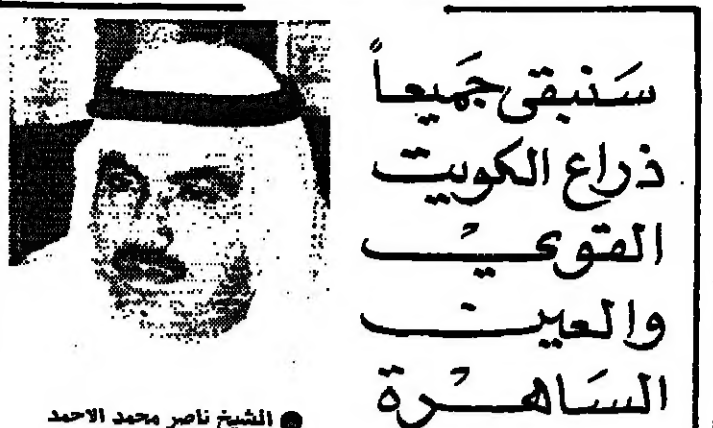 سَنبقى جَميعاً
ذراع الكويت
القوي
والعين
السَاهرة
● الشيخ ناصر محمد الاحمد